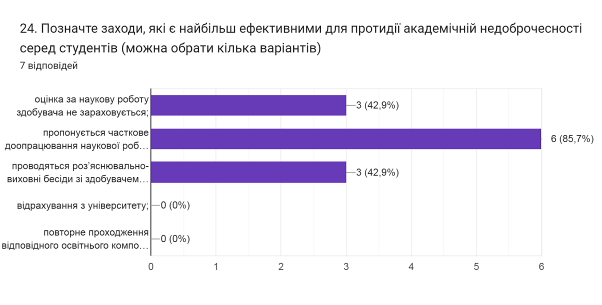 24. Позначте заходи, які є найбільш ефективними для протидії академічній недоброчесності
серед студентів (можна обрати кілька варіантів)
7 відповідей
оцінка за наукову роботу
здобувача не зараховується;
3 (42,9%)
пропонується часткове
доопрацювання наукової роб…
6 (85,7%)
проводяться роз’яснювально-
виховні бесіди зі здобувачем…
3 (42,9%)
відрахування з університету;
0 (0%)
повторне проходження
відповідного освітнього компо…
0 (0%)
0 1 2 3 4 5 6